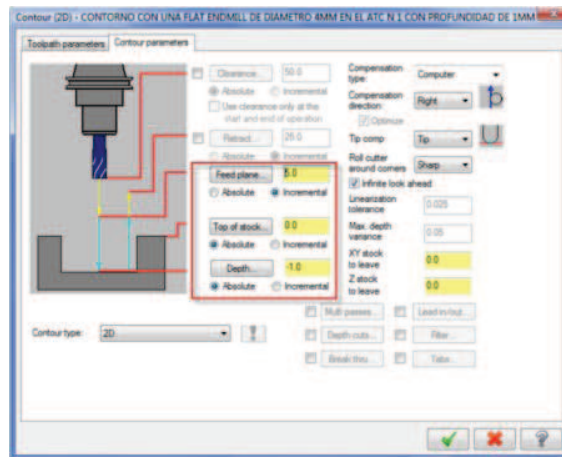 Contour (2D) - CONTORNO CON UNA FLAT ENDMILL DE DIAMETRO 4MM EN EL ATC N 1 CON PROFUNDIDAD DE 1MM
Toolpath parameters
Contour parameters
Clearance... 50.0
Absolute Incremental
Use clearance only at the
start and end of operation
Retract... 25.0
Absolute Incremental
Feed plane... 5.0
Absolute Incremental
Top of stock... 0.0
Absolute Incremental
Depth... -1.0
Absolute Incremental
Compensation
type: Computer
Compensation
direction: Right
Optimize
Tip comp Tip
Roll cutter
around corners Sharp
Infinite look ahead
Linearization
tolerance 0.025
Max. depth
variance 0.05
XY stock
to leave 0.0
Z stock
to leave 0.0
Contour type: 2D
Multi passes... Lead in/out...
Depth cuts... Filter...
Break thru... Tabs...